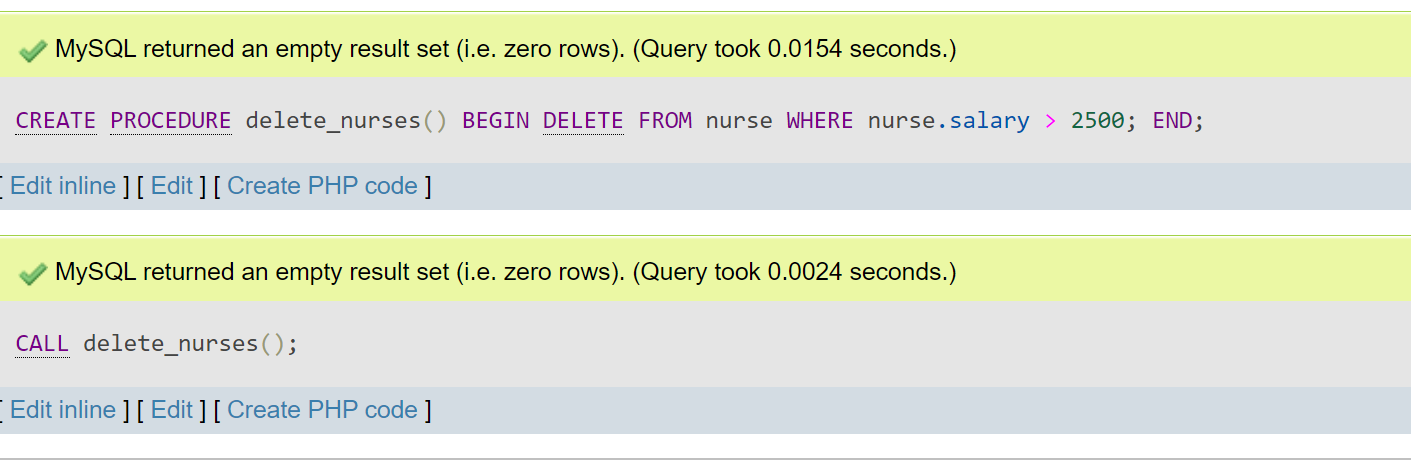 MySQL returned an empty result set (i.e. zero rows). (Query took 0.0154 seconds.)
CREATE PROCEDURE delete_nurses() BEGIN DELETE FROM nurse WHERE nurse.salary > 2500; END;
[ Edit inline ] [ Edit ] [ Create PHP code ]
MySQL returned an empty result set (i.e. zero rows). (Query took 0.0024 seconds.)
CALL delete_nurses();
[ Edit inline ] [ Edit ] [ Create PHP code ]